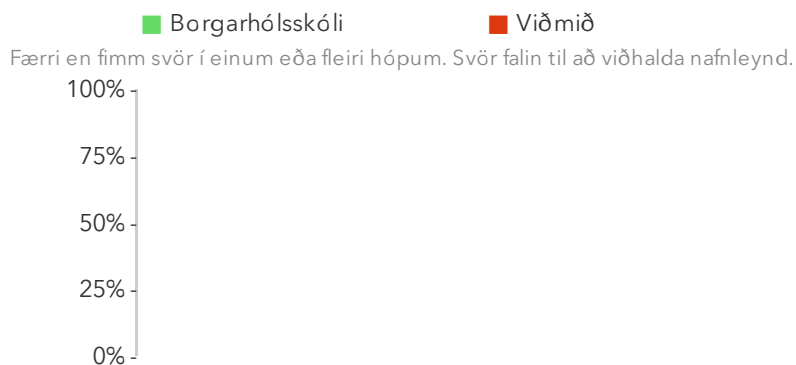 Borgarhólsskóli Viðmið
Færri en fimm svör í einum eða fleiri hópum. Svör falin til að viðhalda nafnleynd.
100%
75%
50%
25%
0%